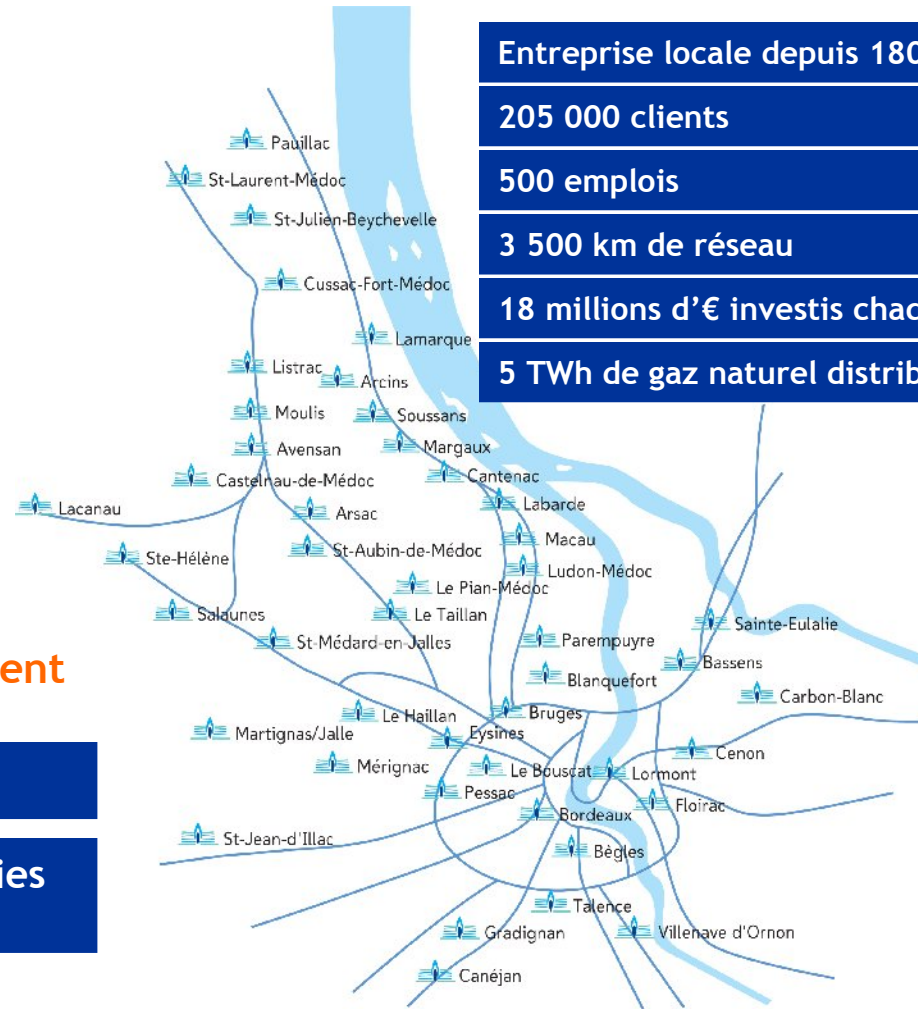 Entreprise locale depuis 180
205 000 clients
500 emplois
3 500 km de réseau
18 millions d’€ investis chac
5 TWh de gaz naturel distrib
Pauillac
St-Laurent-Médoc
St-Julien-Beychevelle
Cussac-Fort-Médoc
Lamarque
Listrac
Arcins
Moulis
Soussans
Avensan
Margaux
Castelnau-de-Médoc
Cantenac
Lacanau
Arsac
Labarde
Macau
Ste-Hélène
St-Aubin-de-Médoc
Ludon-Médoc
Le Pian-Médoc
Salaunes
Le Taillan
Sainte-Eulalie
St-Médard-en-Jalles
Parempuyre
ent
Bassens
Blanquefort
Carbon-Blanc
Le Haillan
Bruges
Martignas/Jalle
Eysines
Cenon
Mérignac
Le Bouscat
Lormont
Pessac
Floirac
Bordeaux
St-Jean-d'Illac
Bègles
ies
Talence
Gradignan
Villenave d'Ornon
Canéjan